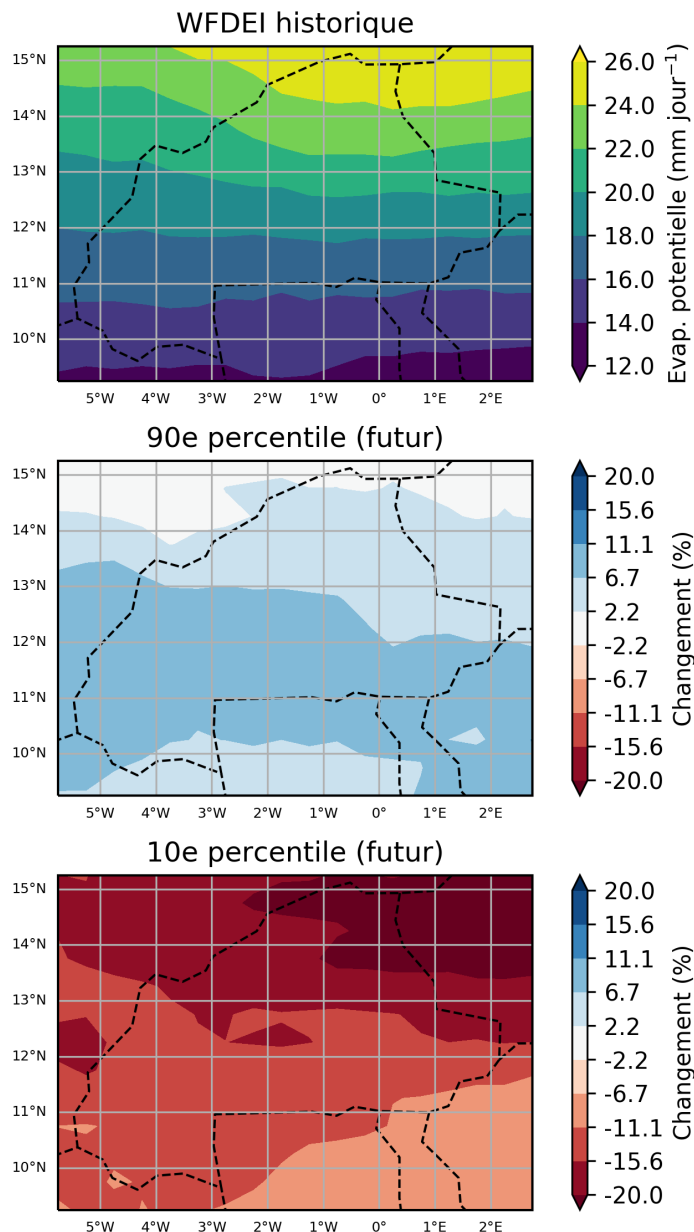 WFDEI historique
15°N
14°N
13°N
12°N
11°N
10°N
5°W 4°W 3°W 2°W 1°W 0° 1°E 2°E
26.0
24.0
22.0
20.0
18.0
16.0
14.0
12.0
Evap. potentielle (mm jour⁻¹)
90e percentile (futur)
15°N
14°N
13°N
12°N
11°N
10°N
5°W 4°W 3°W 2°W 1°W 0° 1°E 2°E
20.0
15.6
11.1
6.7
2.2
-2.2
-6.7
-11.1
-15.6
-20.0
Changement (%)
10e percentile (futur)
15°N
14°N
13°N
12°N
11°N
10°N
5°W 4°W 3°W 2°W 1°W 0° 1°E 2°E
20.0
15.6
11.1
6.7
2.2
-2.2
-6.7
-11.1
-15.6
-20.0
Changement (%)